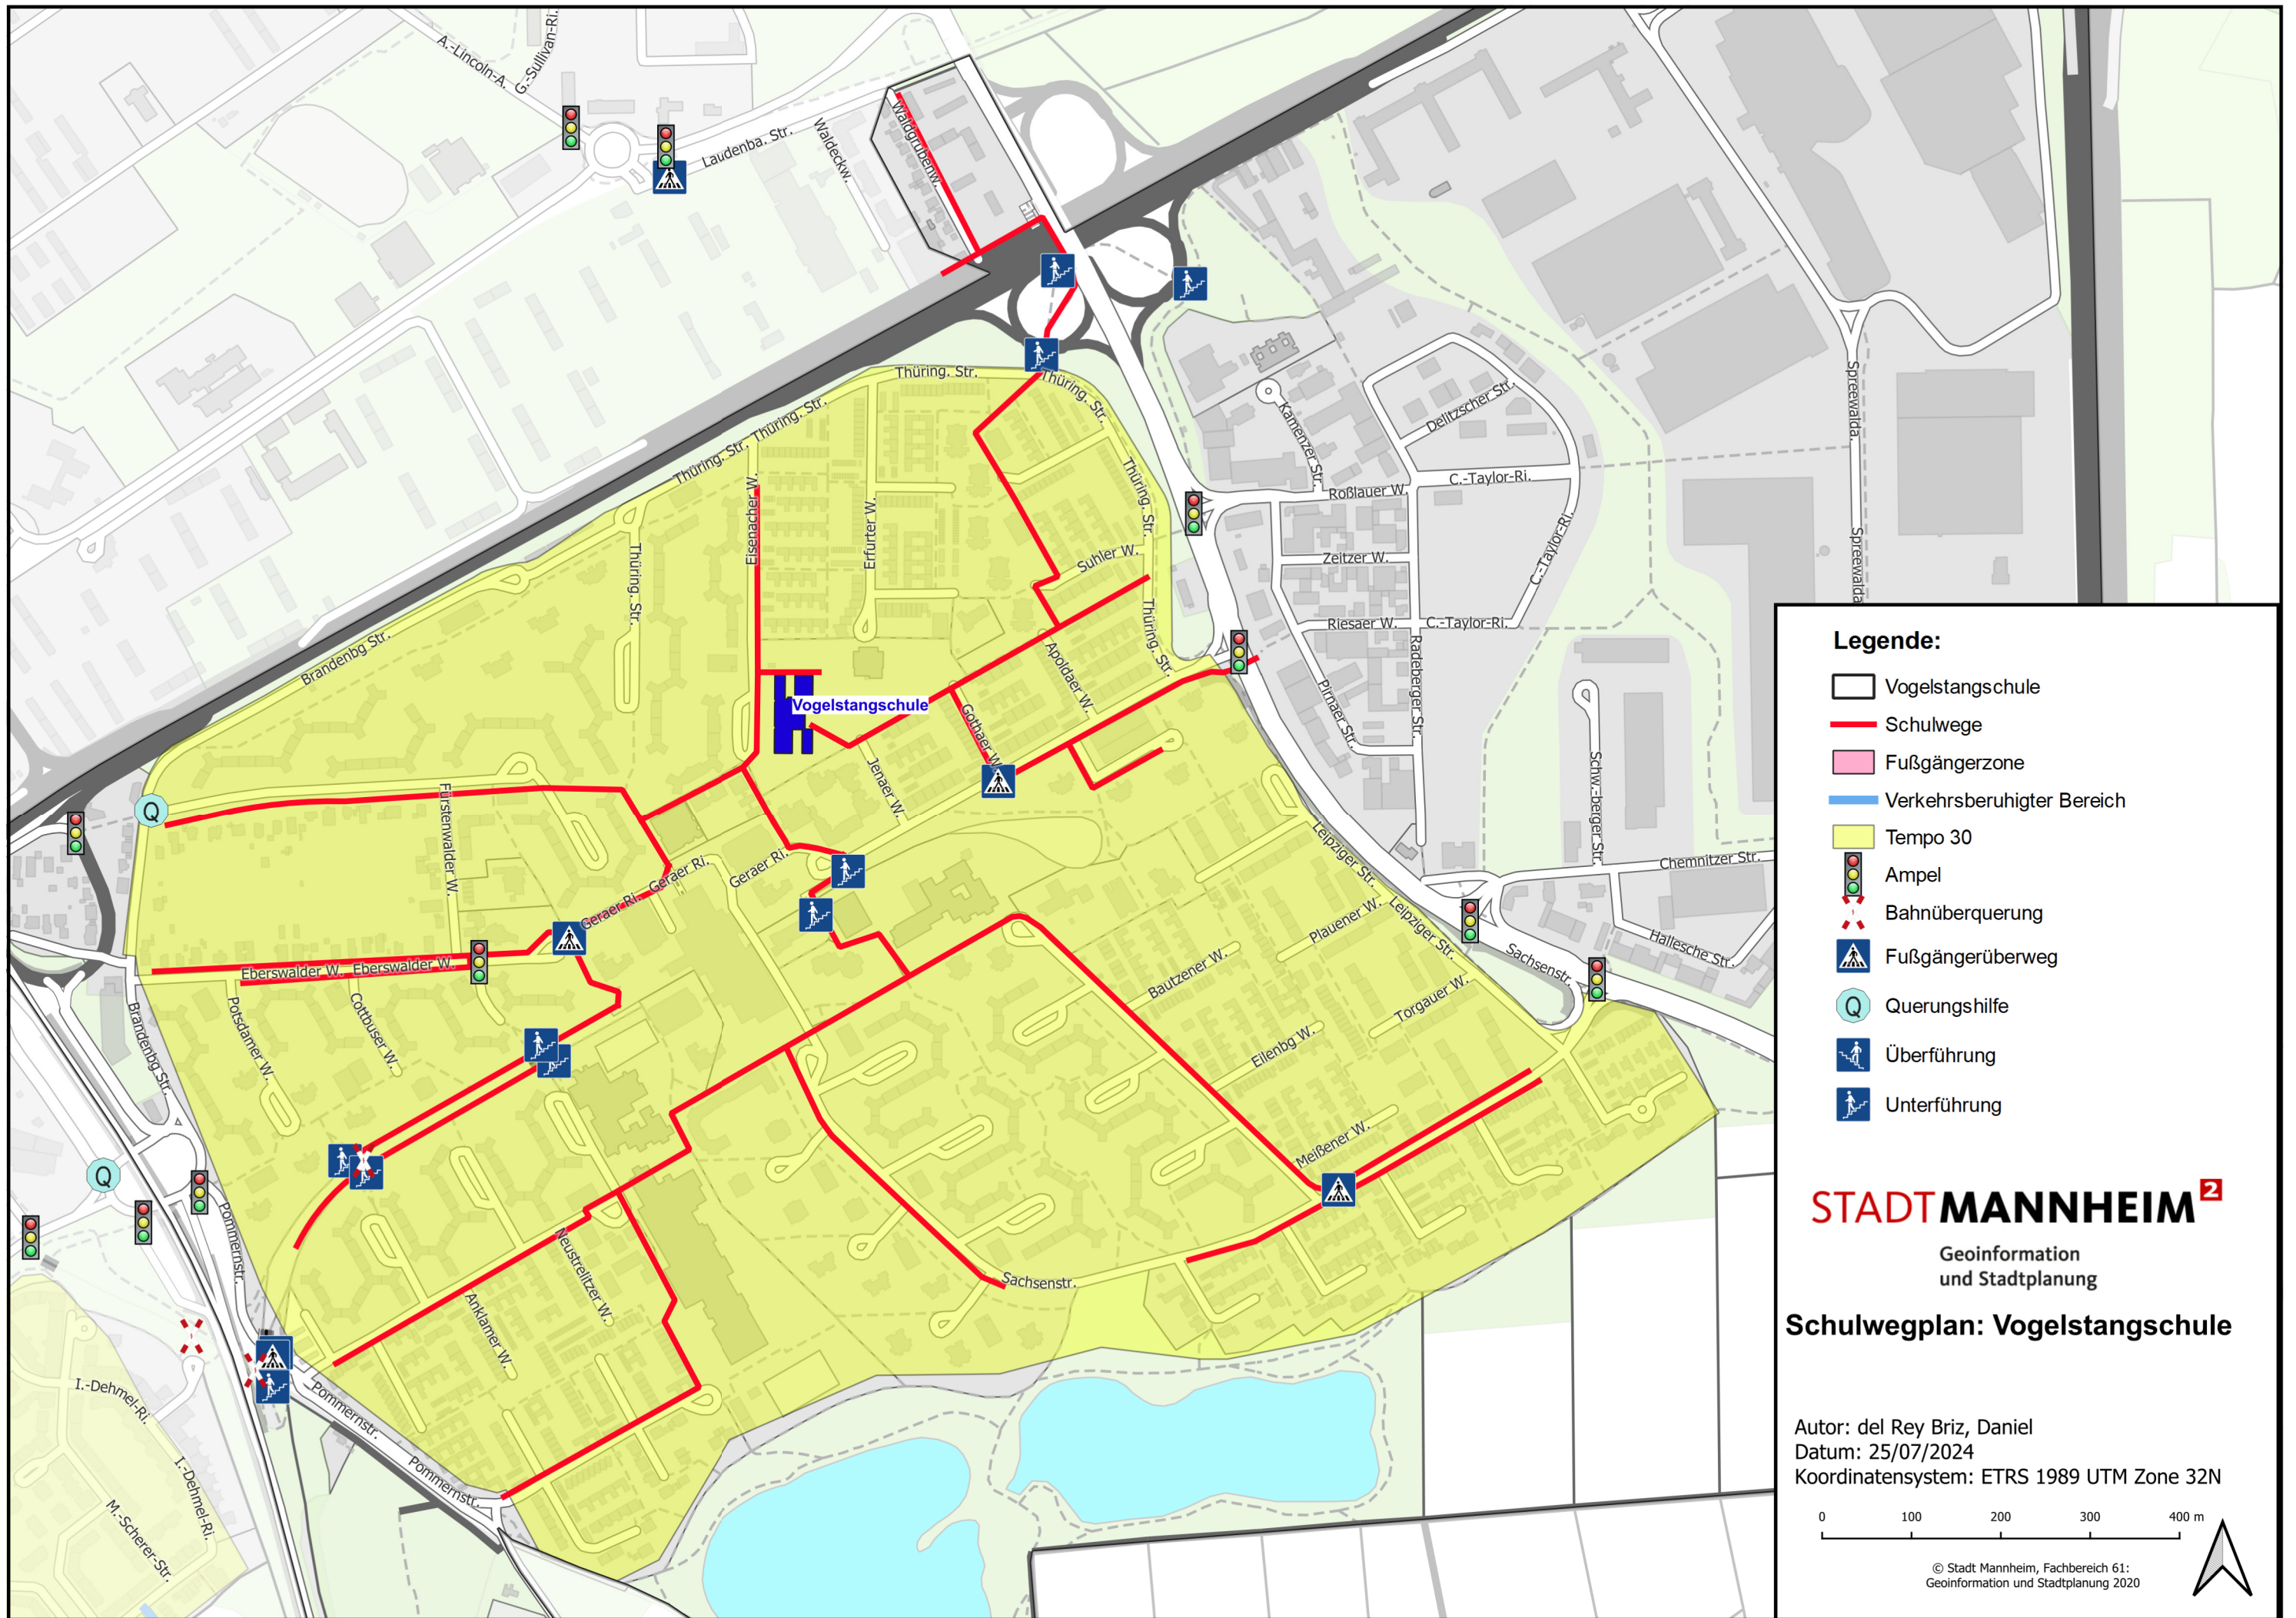 A.-Lincoln-A.
G.-Sullivan-Ri.
Laudenba. Str.
Waldeckw.
Waldgrubenw.
Thüring. Str.
Thüring. Str.
Thüring. Str.
Thüring. Str.
Thüring. Str.
Thüring. Str.
Thüring. Str.
Eisenacher W.
Erfurter W.
Suhler W.
Apoldaer W.
Gothaer W.
Jenaer W.
Vogelstangschule
Kamenzer Str.
Delitzscher Str.
Roßlauer W.
C.-Taylor-Ri.
C.-Taylor-Ri.
Zeitzer W.
Riesaer W.
C.-Taylor-Ri.
Radeberger Str.
Pirnaer Str.
Spreewalda.
Spreewalda
Schw.-berger Str.
Chemnitzer Str.
Hallesche Str.
Sachsenstr.
Leipziger Str.
Leipziger Str.
Plauener W.
Bautzener W.
Torgauer W.
Eilenbg W.
Meißener W.
Sachsenstr.
Brandenbg Str.
Fürstenwalder W.
Q
Geraer Ri.
Geraer Ri.
Geraer Ri.
Eberswalder W.
Eberswalder W.
Potsdamer W.
Cottbuser W.
Brandenbg Str.
Q
Pommernstr.
Neustrelitzer W.
Anklamer W.
Pommernstr.
Pommernstr.
I.-Dehmel-Ri.
I.-Dehmel-Ri.
M.-Scherer-Str.
Legende:
Vogelstangschule
Schulwege
Fußgängerzone
Verkehrsberuhigter Bereich
Tempo 30
Ampel
Bahnüberquerung
Fußgängerüberweg
Q Querungshilfe
Überführung
Unterführung
STADTMANNHEIM²
Geoinformation
und Stadtplanung
Schulwegplan: Vogelstangschule
Autor: del Rey Briz, Daniel
Datum: 25/07/2024
Koordinatensystem: ETRS 1989 UTM Zone 32N
0 100 200 300 400 m
© Stadt Mannheim, Fachbereich 61:
Geoinformation und Stadtplanung 2020